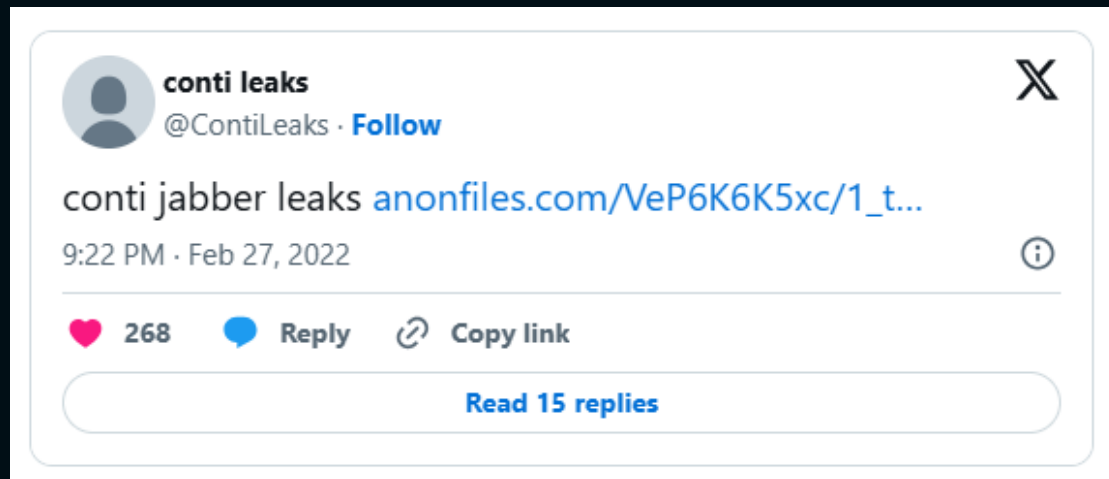 conti leaks
@ContiLeaks · Follow
conti jabber leaks anonfiles.com/VeP6K6K5xc/1_t...
9:22 PM · Feb 27, 2022
268 Reply Copy link
Read 15 replies